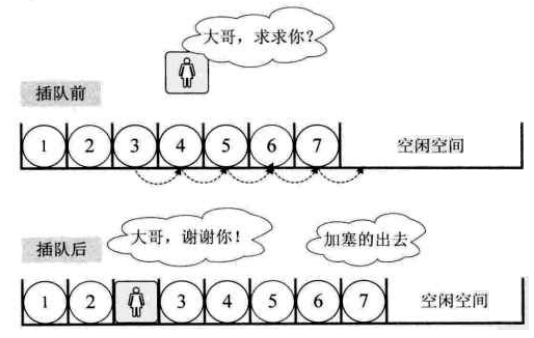 大哥，求求你？
插队前
1 2 3 4 5 6 7 空闲空间
大哥，谢谢你！
加塞的出去
插队后
1 2 3 4 5 6 7 空闲空间